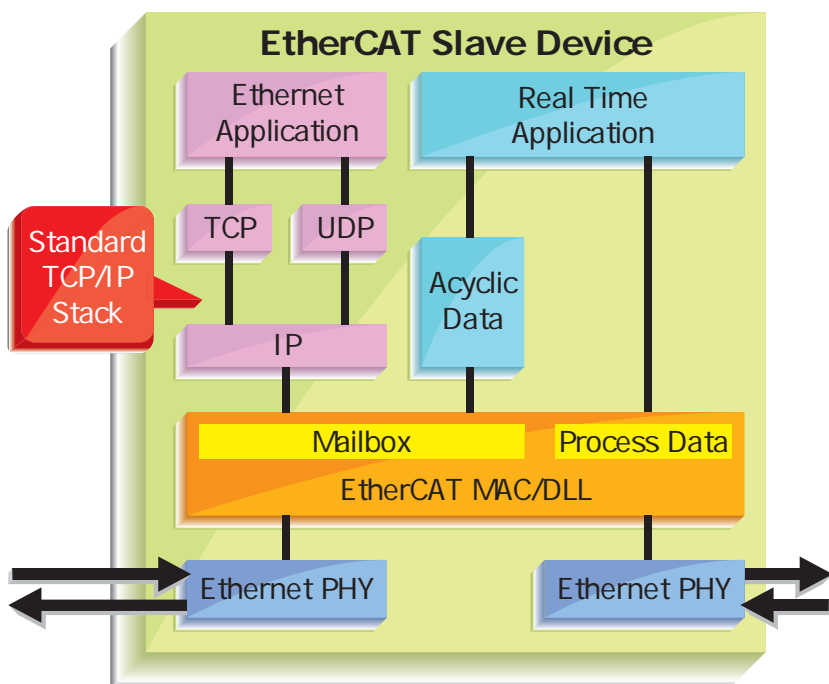 EtherCAT Slave Device
Ethernet
Application
Real Time
Application
TCP
UDP
Standard
TCP/IP
Stack
Acyclic
Data
IP
Mailbox
Process Data
EtherCAT MAC/DLL
Ethernet PHY
Ethernet PHY